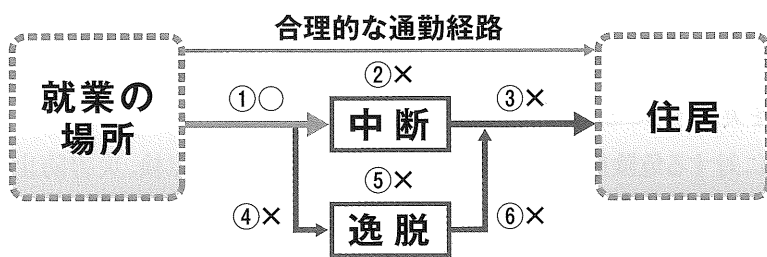 合理的な通勤経路
就業の
場所
①○
②×
中断
③×
住居
④×
⑤×
逸脱
⑥×